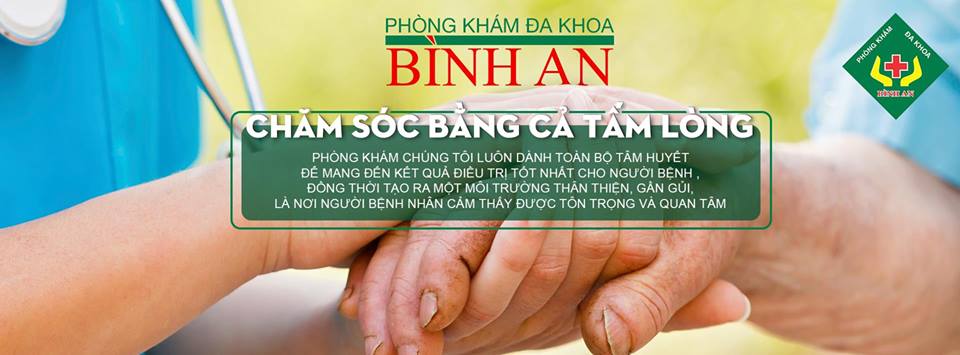 PHÒNG KHÁM ĐA KHOA
BÌNH AN
PHÒNG KHÁM ĐA KHOA
BÌNH AN
CHĂM SÓC BẰNG CẢ TẤM LÒNG
PHÒNG KHÁM CHÚNG TÔI LUÔN DÀNH TOÀN BỘ TÂM HUYẾT
ĐỂ MANG ĐẾN KẾT QUẢ ĐIỀU TRỊ TỐT NHẤT CHO NGƯỜI BỆNH ,
ĐỒNG THỜI TẠO RA MỘT MÔI TRƯỜNG THÂN THIỆN, GẦN GŨI,
LÀ NƠI NGƯỜI BỆNH NHÂN CẢM THẤY ĐƯỢC TÔN TRỌNG VÀ QUAN TÂM